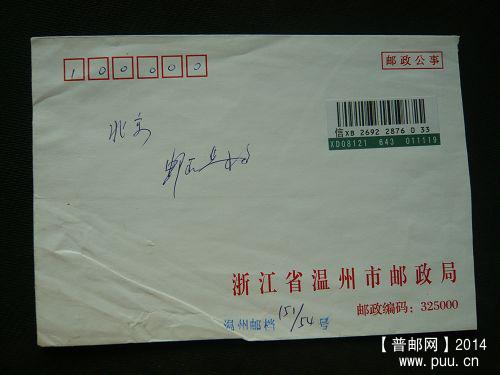 100000
邮政公事
信XB 2692 2876 0 33
XD08121 643 011119
北京
浙江省温州市邮政局
邮政编码：325000
温州邮袋 151/54 号
【普邮网】2014
www.puu.cn